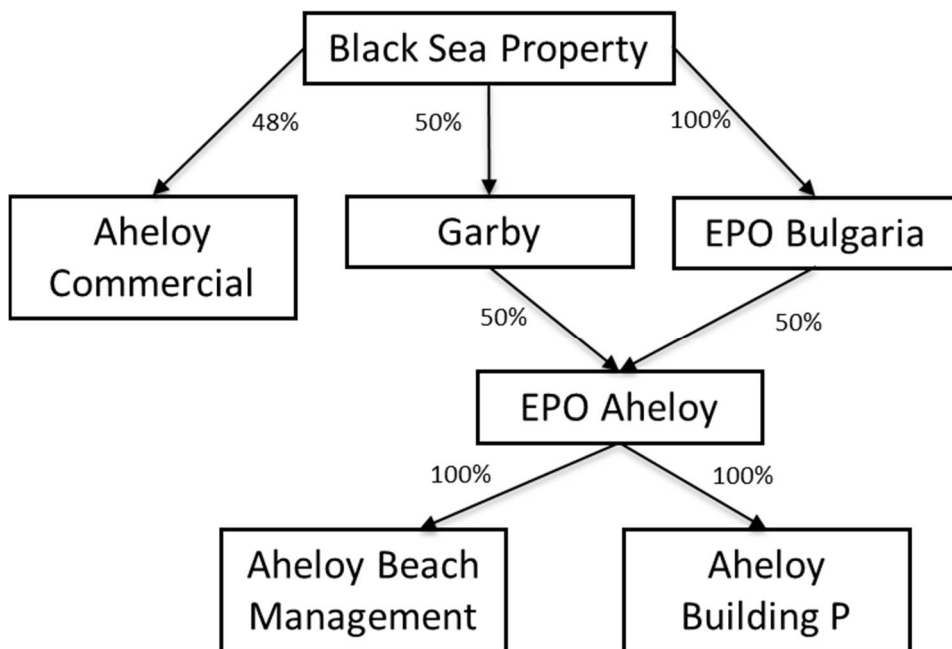 Black Sea Property
48%
50%
100%
Aheloy
Commercial
Garby
EPO Bulgaria
50%
50%
EPO Aheloy
100%
100%
Aheloy Beach
Management
Aheloy
Building P